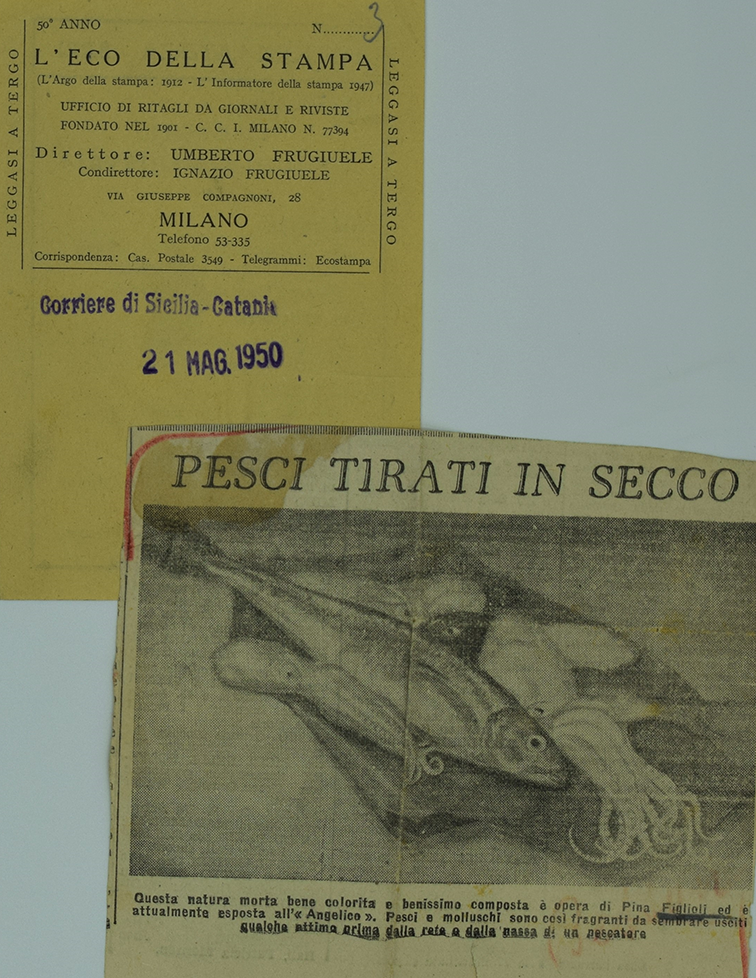 50° ANNO
N............ 3
LEGGASI A TERGO
L'ECO DELLA STAMPA
(L'Argo della stampa: 1912 - L'Informatore della stampa 1947)
UFFICIO DI RITAGLI DA GIORNALI E RIVISTE
FONDATO NEL 1901 - C. C. I. MILANO N. 77394
Direttore: UMBERTO FRUGIUELE
Condirettore: IGNAZIO FRUGIUELE
VIA GIUSEPPE COMPAGNONI, 28
MILANO
Telefono 53-335
Corrispondenza: Cas. Postale 3549 - Telegrammi: Ecostampa
LEGGASI A TERGO
Corriere di Sicilia-Catania
21 MAG. 1950
PESCI TIRATI IN SECCO
Questa natura morta bene colorita e benissimo composta è opera di Pina Figlioli ed è
attualmente esposta all'« Angelico ». Pesci e molluschi sono così fragranti da sembrare usciti
qualche attimo prima dalla rete o dalla nassa di un pescatore